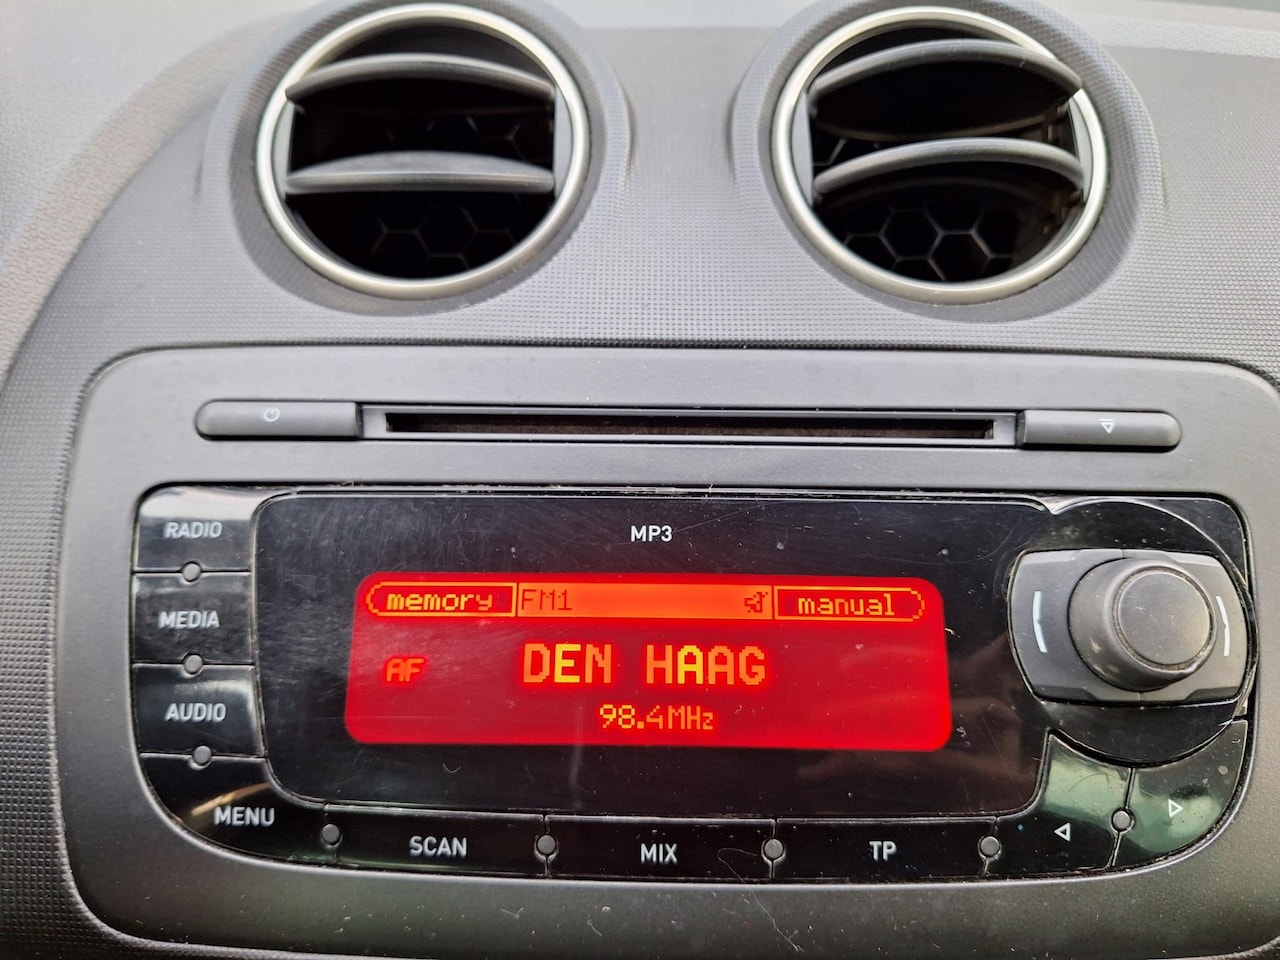 RADIO
MP3
memory FM1 manual
MEDIA
DEN HAAG
AF
98.4MHz
AUDIO
MENU
SCAN
MIX
TP